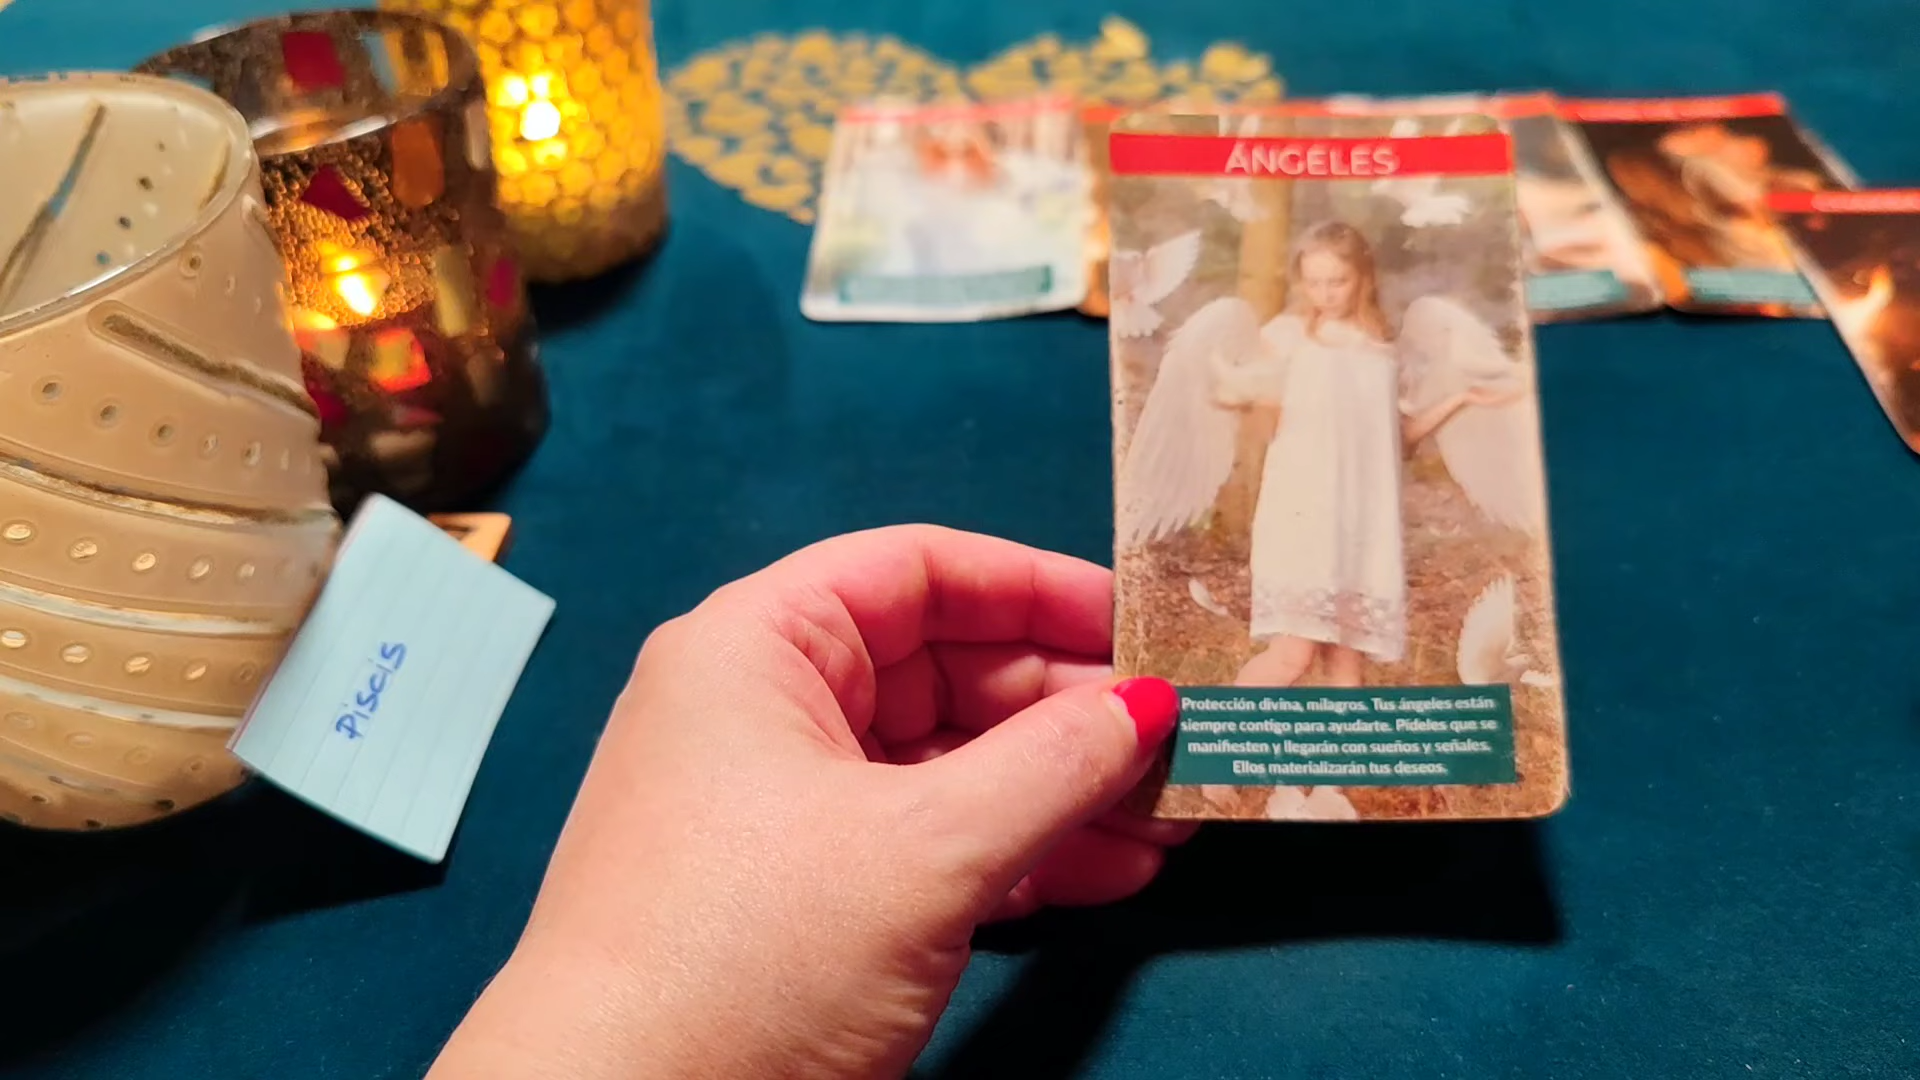 ÁNGELES
Piscis
Protección divina, milagros. Tus ángeles están
siempre contigo para ayudarte. Pídeles que se
manifiesten y llegarán con sueños y señales.
Ellos materializarán tus deseos.